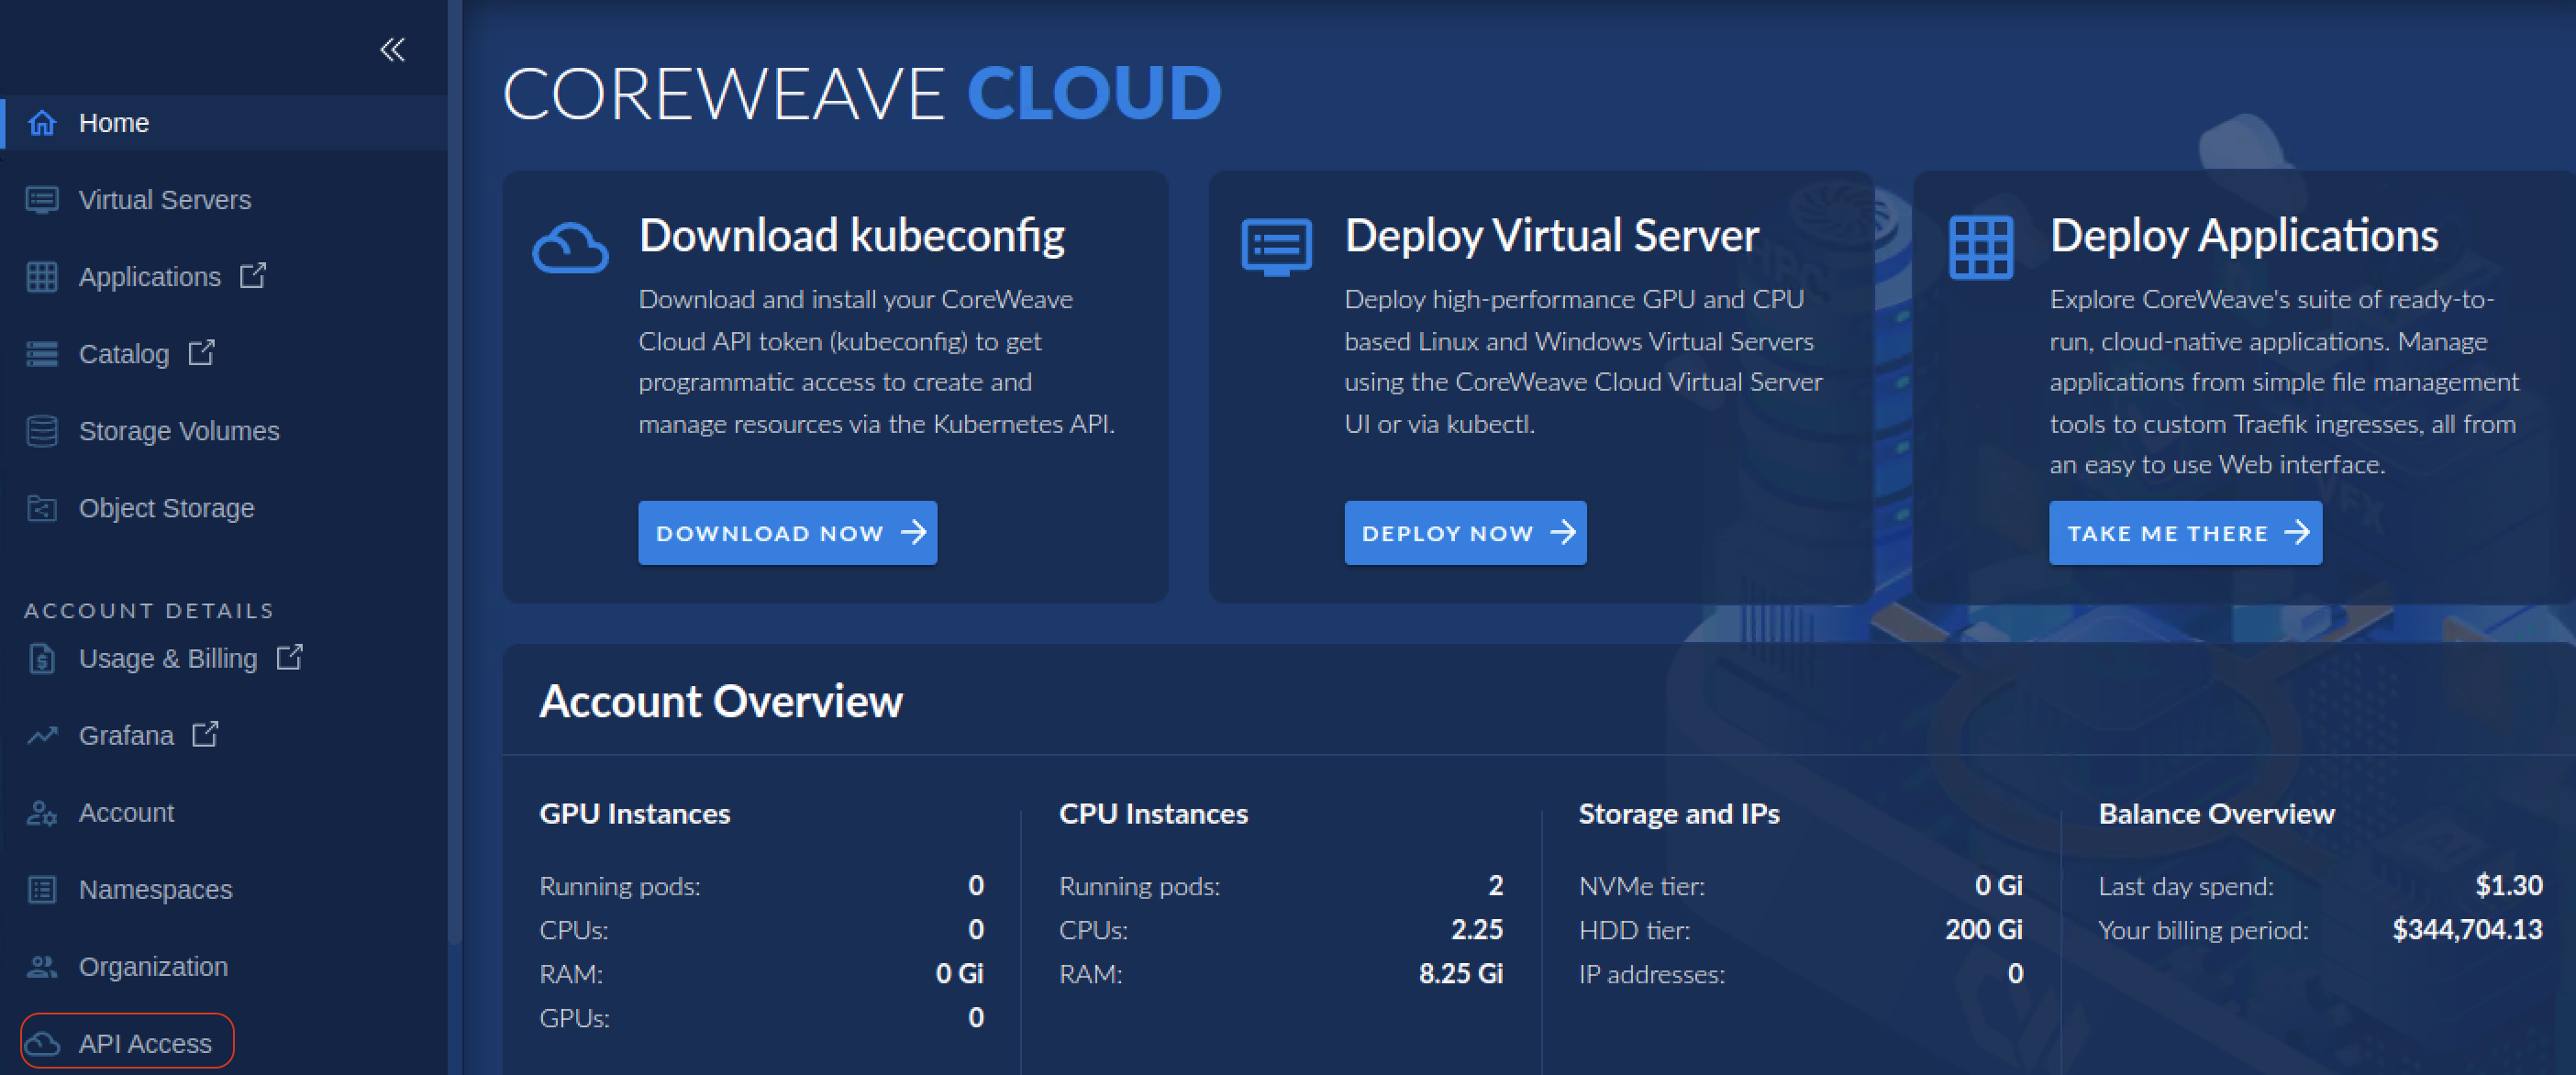 Home
Virtual Servers
Applications
Catalog
Storage Volumes
Object Storage
ACCOUNT DETAILS
Usage & Billing
Grafana
Account
Namespaces
Organization
API Access
COREWEAVE CLOUD
Download kubeconfig
Download and install your CoreWeave
Cloud API token (kubeconfig) to get
programmatic access to create and
manage resources via the Kubernetes API.
DOWNLOAD NOW
Deploy Virtual Server
Deploy high-performance GPU and CPU
based Linux and Windows Virtual Servers
using the CoreWeave Cloud Virtual Server
UI or via kubectl.
DEPLOY NOW
Deploy Applications
Explore CoreWeave's suite of ready-to-
run, cloud-native applications. Manage
applications from simple file management
tools to custom Traefik ingresses, all from
an easy to use Web interface.
TAKE ME THERE
Account Overview
GPU Instances
Running pods: 0
CPUs: 0
RAM: 0 Gi
GPUs: 0
CPU Instances
Running pods: 2
CPUs: 2.25
RAM: 8.25 Gi
Storage and IPs
NVMe tier: 0 Gi
HDD tier: 200 Gi
IP addresses: 0
Balance Overview
Last day spend: $1.30
Your billing period: $344,704.13
VFX